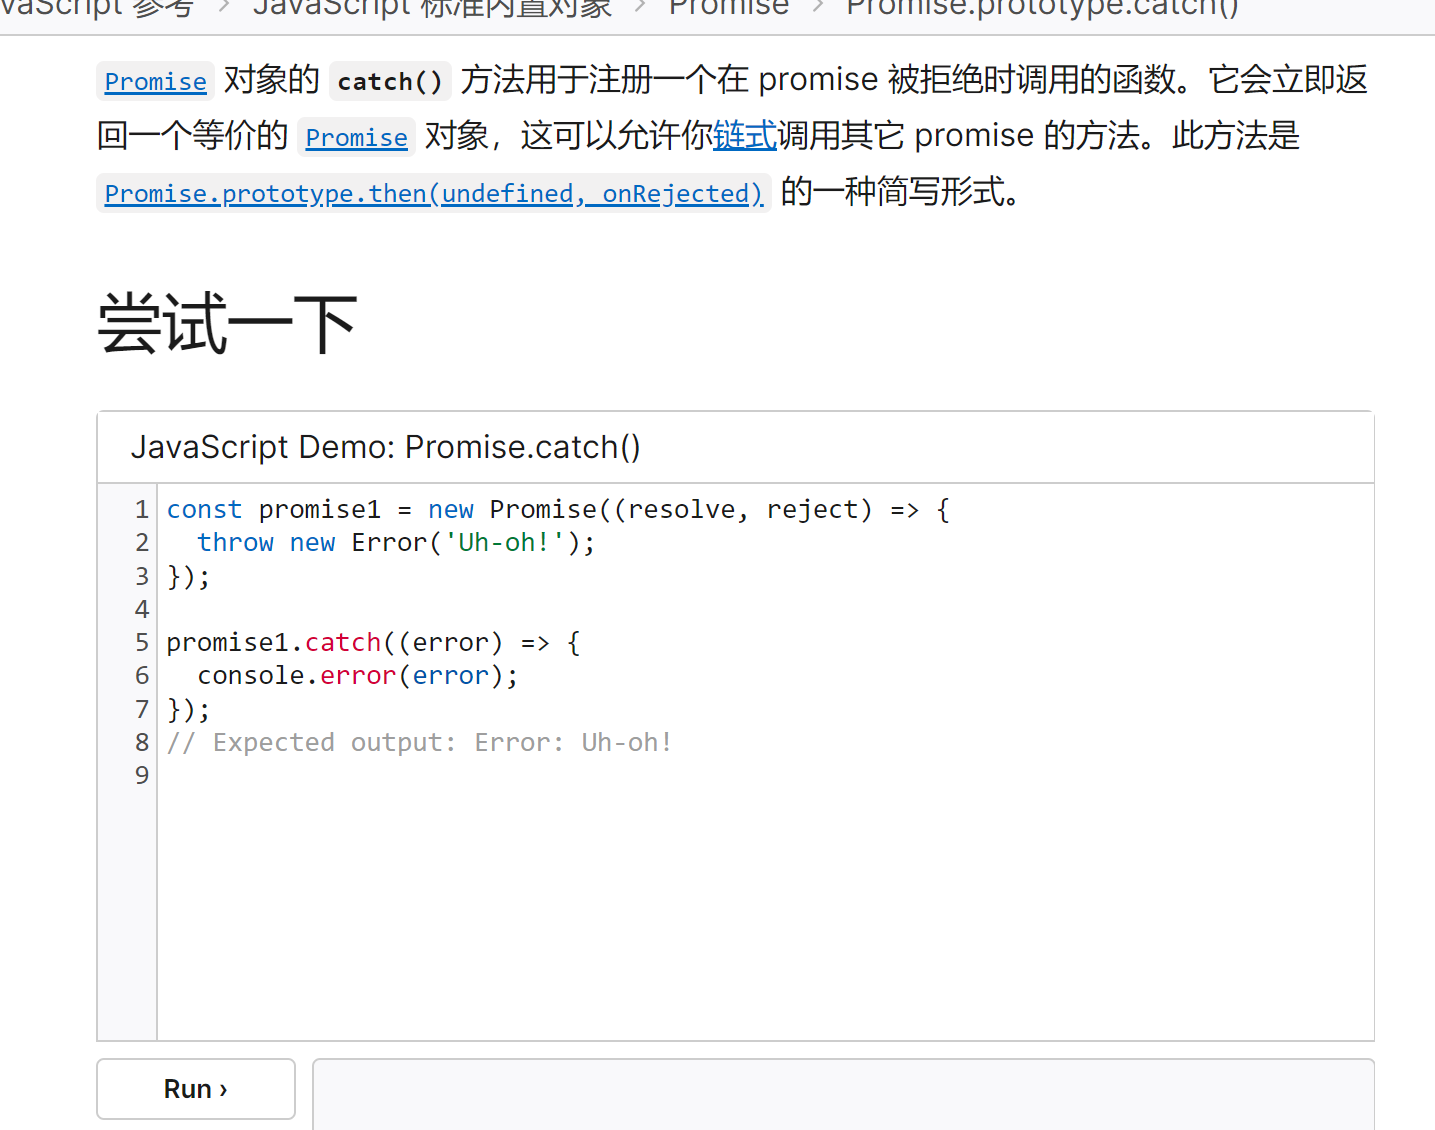 vaScript 参考 > JavaScript 标准内置对象 > Promise > Promise.prototype.catch()
Promise 对象的 catch() 方法用于注册一个在 promise 被拒绝时调用的函数。它会立即返
回一个等价的 Promise 对象，这可以允许你链式调用其它 promise 的方法。此方法是
Promise.prototype.then(undefined, onRejected) 的一种简写形式。
尝试一下
JavaScript Demo: Promise.catch()
1 const promise1 = new Promise((resolve, reject) => {
2   throw new Error('Uh-oh!');
3 });
4
5 promise1.catch((error) => {
6   console.error(error);
7 });
8 // Expected output: Error: Uh-oh!
9
Run ›